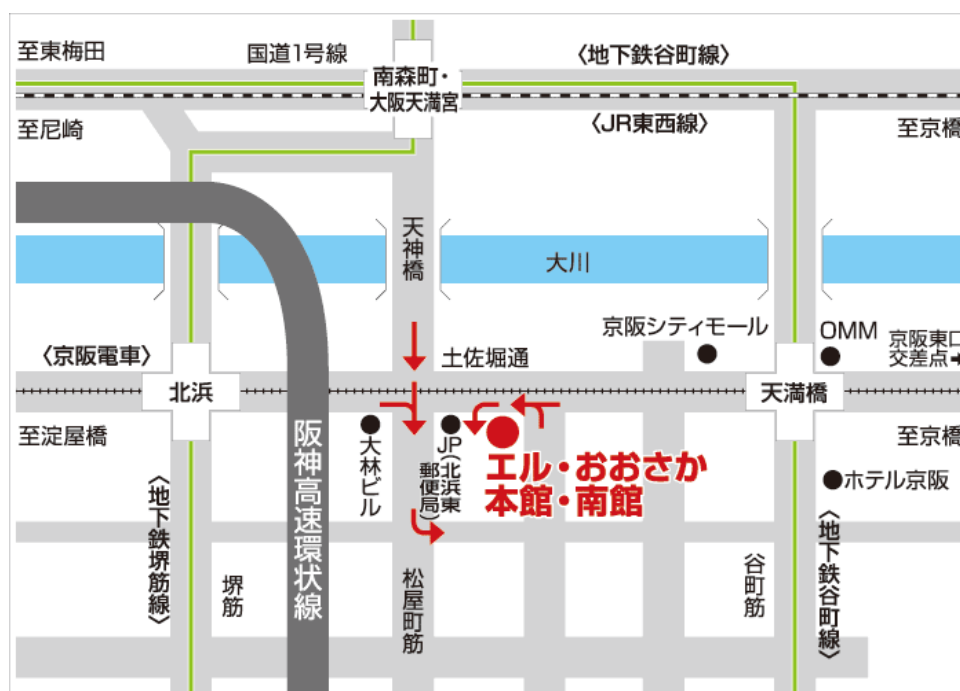 至東梅田
国道1号線
〈地下鉄谷町線〉
南森町・
大阪天満宮
至尼崎
〈JR東西線〉
至京橋
天神橋
大川
京阪シティモール
OMM
京阪東口
交差点➜
〈京阪電車〉
土佐堀通
北浜
天満橋
至淀屋橋
至京橋
阪神高速環状線
大林ビル
JP(北浜東
郵便局)
エル・おおさか
本館・南館
ホテル京阪
〈地下鉄堺筋線〉
堺筋
松屋町筋
谷町筋
〈地下鉄谷町線〉